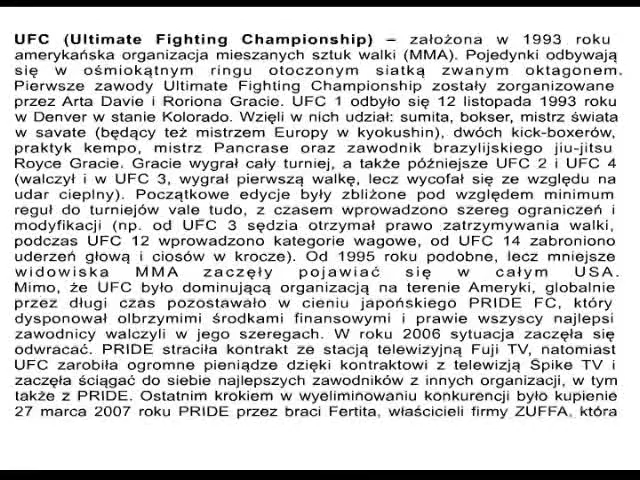 UFC (Ultimate Fighting Championship) – założona w 1993 roku
amerykańska organizacja mieszanych sztuk walki (MMA). Pojedynki odbywają
się w ośmiokątnym ringu otoczonym siatką zwanym oktagonem.
Pierwsze zawody Ultimate Fighting Championship zostały zorganizowane
przez Arta Davie i Roriona Gracie. UFC 1 odbyło się 12 listopada 1993 roku
w Denver w stanie Kolorado. Wzięli w nich udział: sumita, bokser, mistrz świata
w savate (będący też mistrzem Europy w kyokushin), dwóch kick-boxerów,
praktyk kempo, mistrz Pancrase oraz zawodnik brazylijskiego jiu-jitsu
Royce Gracie. Gracie wygrał cały turniej, a także późniejsze UFC 2 i UFC 4
(walczył i w UFC 3, wygrał pierwszą walkę, lecz wycofał się ze względu na
udar cieplny). Początkowe edycje były zbliżone pod względem minimum
reguł do turniejów vale tudo, z czasem wprowadzono szereg ograniczeń i
modyfikacji (np. od UFC 3 sędzia otrzymał prawo zatrzymywania walki,
podczas UFC 12 wprowadzono kategorie wagowe, od UFC 14 zabroniono
uderzeń głową i ciosów w krocze). Od 1995 roku podobne, lecz mniejsze
widowiska MMA zaczęły pojawiać się w całym USA.
Mimo, że UFC było dominującą organizacją na terenie Ameryki, globalnie
przez długi czas pozostawało w cieniu japońskiego PRIDE FC, który
dysponował olbrzymimi środkami finansowymi i prawie wszyscy najlepsi
zawodnicy walczyli w jego szeregach. W roku 2006 sytuacja zaczęła się
odwracać. PRIDE straciła kontrakt ze stacją telewizyjną Fuji TV, natomiast
UFC zarobiła ogromne pieniądze dzięki kontraktowi z telewizją Spike TV i
zaczęła ściągać do siebie najlepszych zawodników z innych organizacji, w tym
także z PRIDE. Ostatnim krokiem w wyeliminowaniu konkurencji było kupienie
27 marca 2007 roku PRIDE przez braci Fertita, właścicieli firmy ZUFFA, która